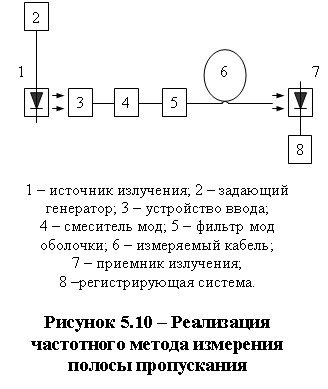 2
1
7
6
3
4
5
8
1 – источник излучения; 2 – задающий
генератор; 3 – устройство ввода;
4 – смеситель мод; 5 – фильтр мод
оболочки; 6 – измеряемый кабель;
7 – приемник излучения;
8 –регистрирующая система.
Рисунок 5.10 – Реализация
частотного метода измерения
полосы пропускания